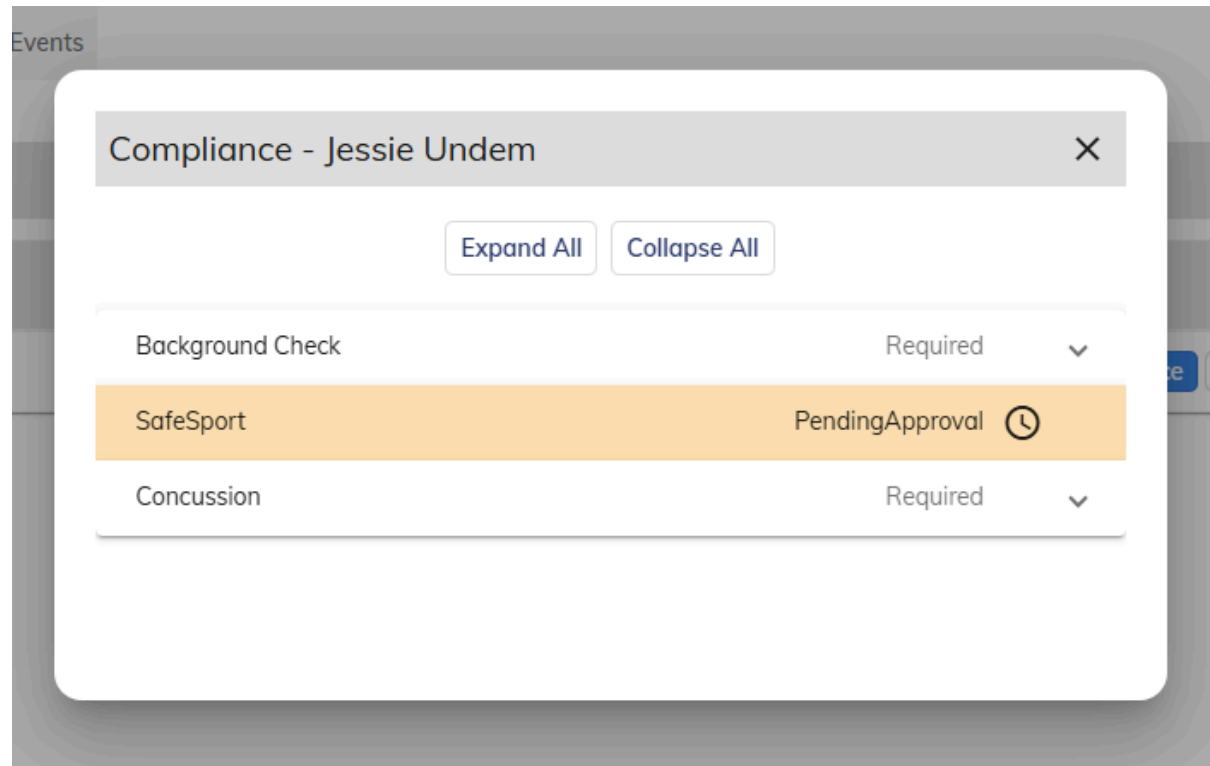 Events
Compliance - Jessie Undem
Expand All Collapse All
Background Check Required
SafeSport PendingApproval
Concussion Required